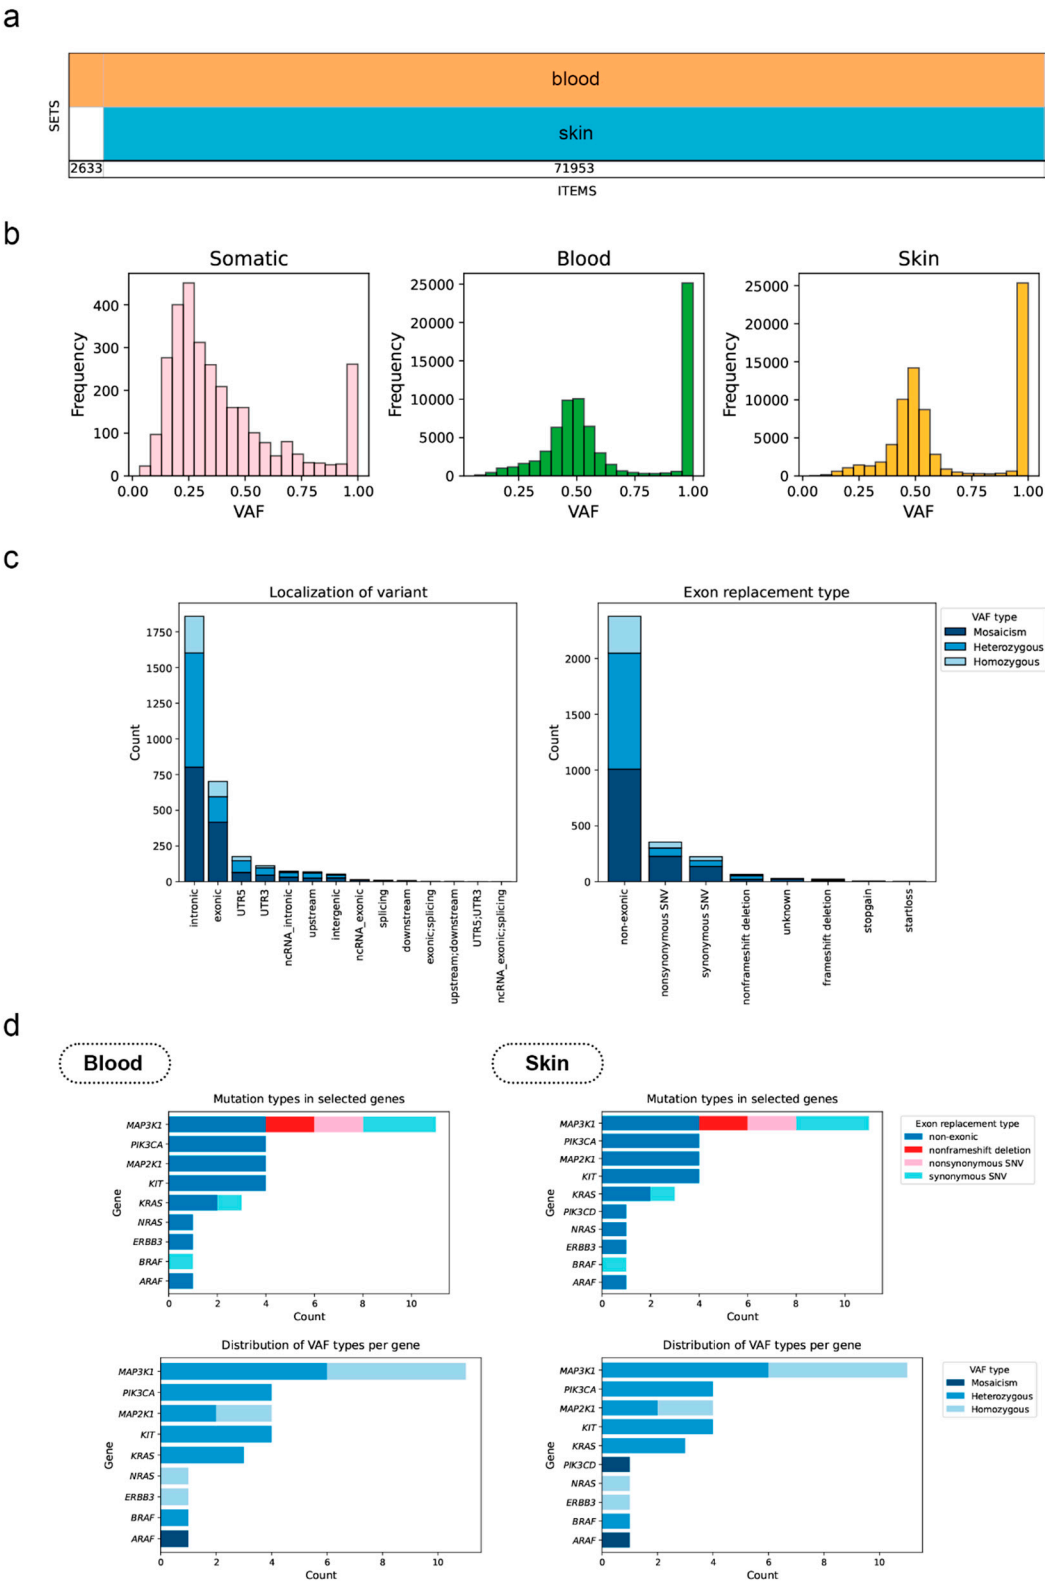 a
SETS
blood
skin
2633
71953
ITEMS
b
Somatic
Blood
Skin
Frequency
400
300
200
100
0
0.00 0.25 0.50 0.75 1.00
VAF
Frequency
25000
20000
15000
10000
5000
0
0.25 0.50 0.75 1.00
VAF
Frequency
25000
20000
15000
10000
5000
0
0.00 0.25 0.50 0.75 1.00
VAF
c
Localization of variant
Count
1750
1500
1250
1000
750
500
250
0
intronic
exonic
UTR5
UTR3
ncRNA_intronic
upstream
intergenic
ncRNA_exonic
splicing
downstream
exonic;splicing
upstream;downstream
UTR5;UTR3
ncRNA_exonic;splicing
Exon replacement type
Count
2000
1500
1000
500
0
non-exonic
nonsynonymous SNV
synonymous SNV
nonframeshift deletion
unknown
frameshift deletion
stopgain
startloss
VAF type
Mosaicism
Heterozygous
Homozygous
d
Blood
Skin
Mutation types in selected genes
Gene
MAP3K1
PIK3CA
MAP2K1
KIT
KRAS
NRAS
ERBB3
BRAF
ARAF
0 2 4 6 8 10
Count
Mutation types in selected genes
Gene
MAP3K1
PIK3CA
MAP2K1
KIT
KRAS
PIK3CD
NRAS
ERBB3
BRAF
ARAF
0 2 4 6 8 10
Count
Exon replacement type
non-exonic
nonframeshift deletion
nonsynonymous SNV
synonymous SNV
Distribution of VAF types per gene
Gene
MAP3K1
PIK3CA
MAP2K1
KIT
KRAS
NRAS
ERBB3
BRAF
ARAF
0 2 4 6 8 10
Count
Distribution of VAF types per gene
Gene
MAP3K1
PIK3CA
MAP2K1
KIT
KRAS
PIK3CD
NRAS
ERBB3
BRAF
ARAF
0 2 4 6 8 10
Count
VAF type
Mosaicism
Heterozygous
Homozygous